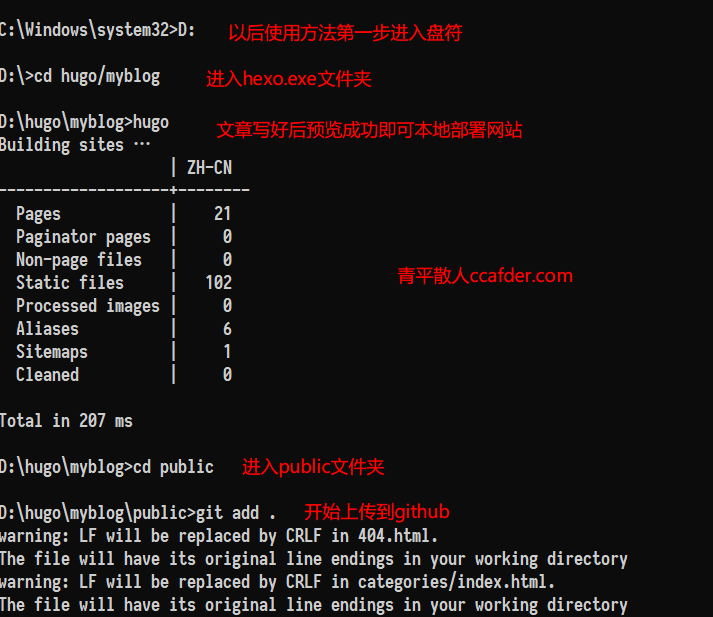 C:\Windows\system32>D: 以后使用方法第一步进入盘符
D:\>cd hugo/myblog 进入hexo.exe文件夹
D:\hugo\myblog>hugo 文章写好后预览成功即可本地部署网站
Building sites …
| ZH-CN
-------------------+--------
Pages | 21
Paginator pages | 0
Non-page files | 0
Static files | 102
青平散人ccafder.com
Processed images | 0
Aliases | 6
Sitemaps | 1
Cleaned | 0
Total in 207 ms
D:\hugo\myblog>cd public 进入public文件夹
D:\hugo\myblog\public>git add . 开始上传到github
warning: LF will be replaced by CRLF in 404.html.
The file will have its original line endings in your working directory
warning: LF will be replaced by CRLF in categories/index.html.
The file will have its original line endings in your working directory